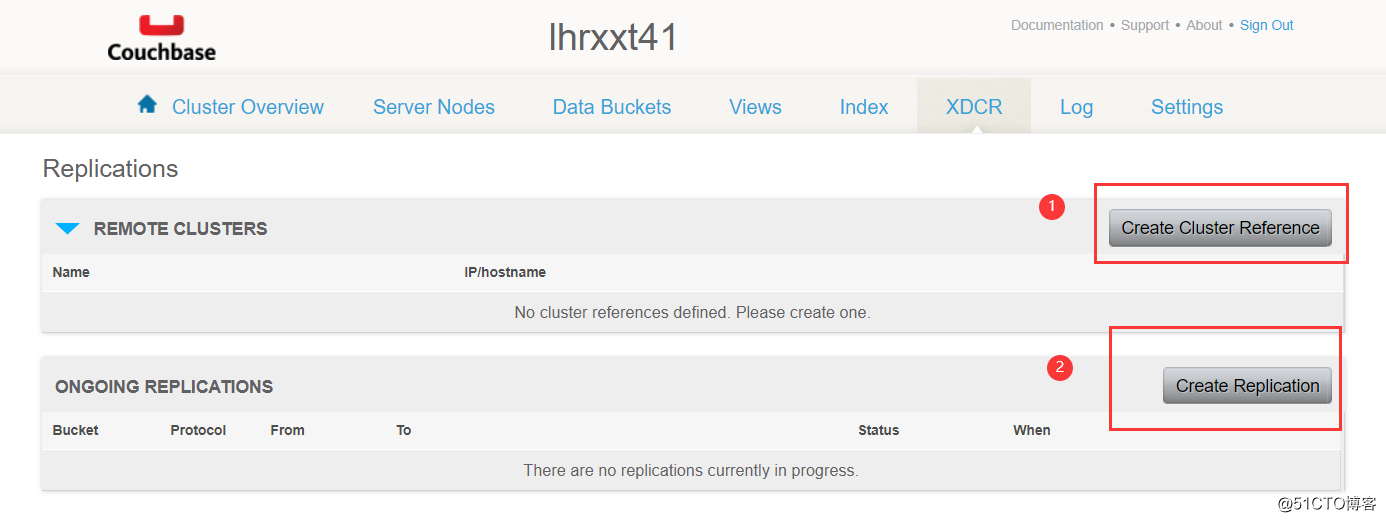 Couchbase
lhrxxt41
Documentation • Support • About • Sign Out
Cluster Overview Server Nodes Data Buckets Views Index XDCR Log Settings
Replications
1
REMOTE CLUSTERS Create Cluster Reference
Name IP/hostname
No cluster references defined. Please create one.
2
ONGOING REPLICATIONS Create Replication
Bucket Protocol From To Status When
There are no replications currently in progress.
@51CTO博客